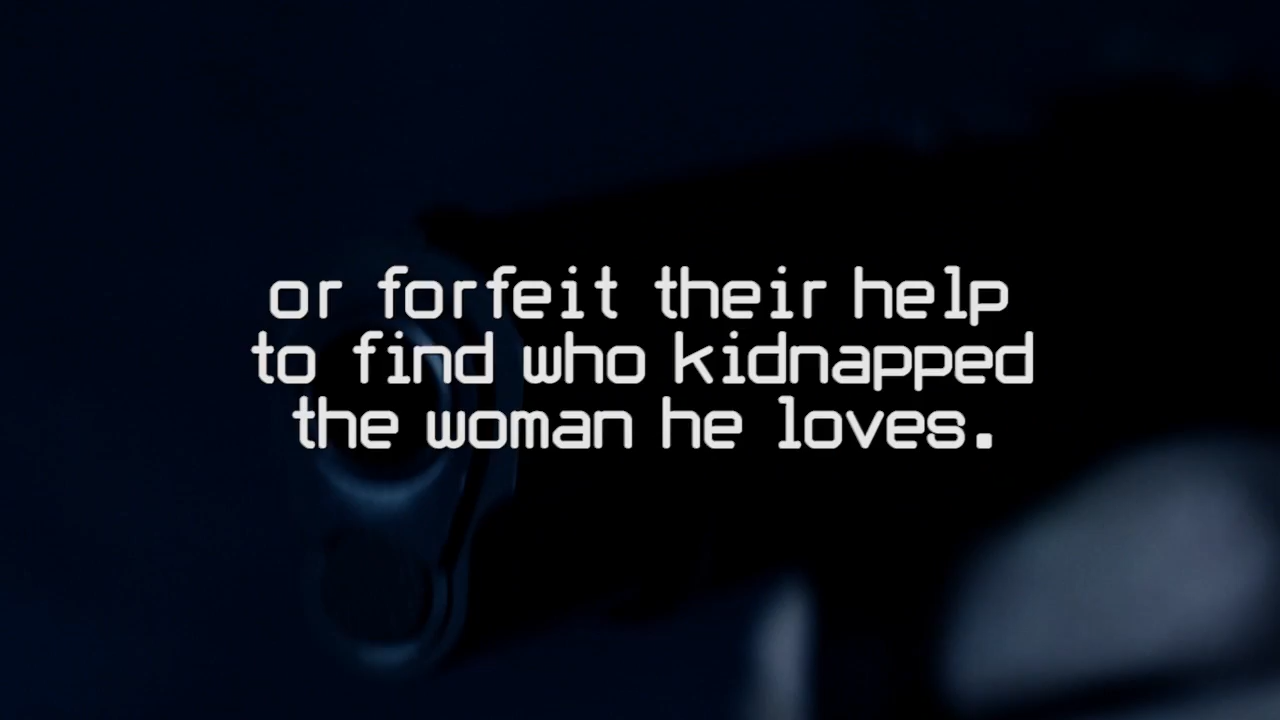 or forfeit their help
to find who kidnapped
the woman he loves.